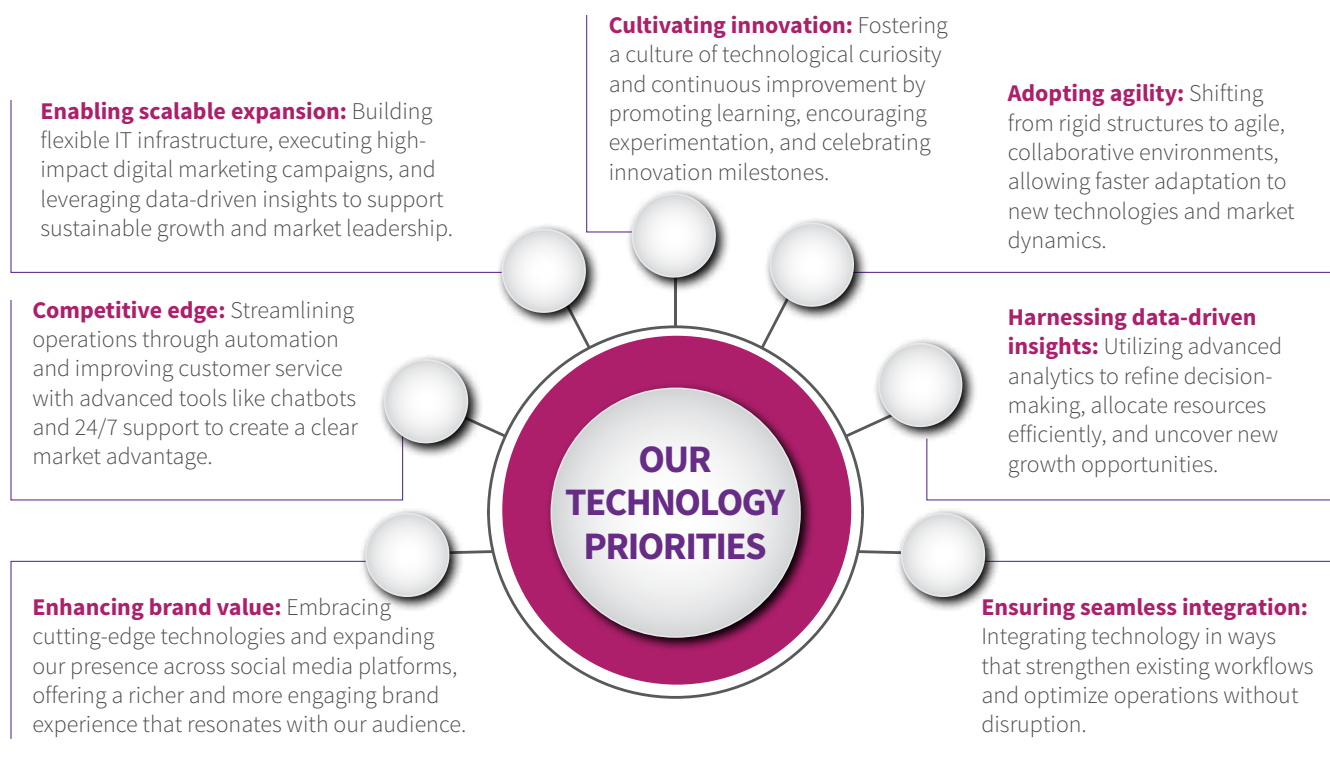 Cultivating innovation: Fostering
a culture of technological curiosity
and continuous improvement by
promoting learning, encouraging
experimentation, and celebrating
innovation milestones.
Enabling scalable expansion: Building
flexible IT infrastructure, executing high-
impact digital marketing campaigns, and
leveraging data-driven insights to support
sustainable growth and market leadership.
Adopting agility: Shifting
from rigid structures to agile,
collaborative environments,
allowing faster adaptation to
new technologies and market
dynamics.
Competitive edge: Streamlining
operations through automation
and improving customer service
with advanced tools like chatbots
and 24/7 support to create a clear
market advantage.
Harnessing data-driven
insights: Utilizing advanced
analytics to refine decision-
making, allocate resources
efficiently, and uncover new
growth opportunities.
OUR
TECHNOLOGY
PRIORITIES
Enhancing brand value: Embracing
cutting-edge technologies and expanding
our presence across social media platforms,
offering a richer and more engaging brand
experience that resonates with our audience.
Ensuring seamless integration:
Integrating technology in ways
that strengthen existing workflows
and optimize operations without
disruption.